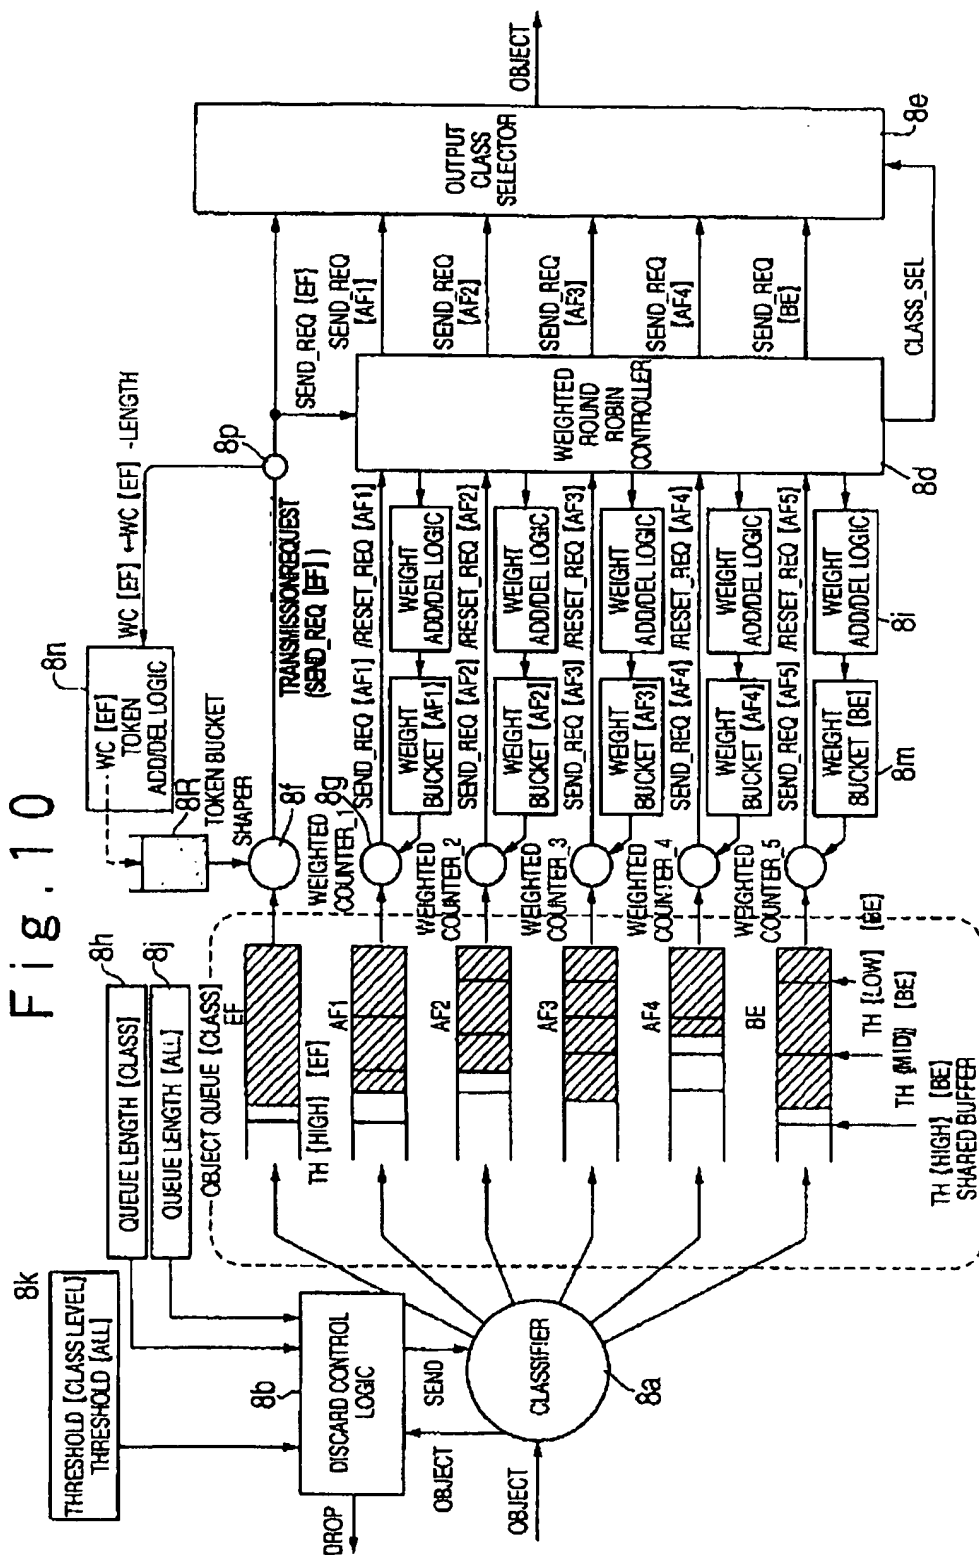 Fig.10
8k
THRESHOLD [CLASS LEVEL]
THRESHOLD [ALL]
8h
QUEUE LENGTH [CLASS]
8j
QUEUE LENGTH [ALL]
8b
DISCARD CONTROL
LOGIC
DROP
OBJECT
SEND
OBJECT
CLASSIFIER
8a
OBJECT QUEUE [CLASS]
EF
TH [HIGH] [EF]
AF1
AF2
AF3
AF4
BE
TH [LOW] [BE]
TH [MID] [BE]
TH [HIGH] [BE]
SHARED BUFFER
8n
WC [EF]
TOKEN
ADD/DEL LOGIC
WC [EF] ←WC [EF] -LENGTH
8R
TOKEN BUCKET
SHAPER
8f
8p
TRANSMISSION REQUEST
(SEND_REQ [EF])
SEND_REQ [EF]
WEIGHTED
COUNTER_1
8g
WEIGHTED
COUNTER_2
WEIGHTED
COUNTER_3
WEIGHTED
COUNTER_4
WEIGHTED
COUNTER_5
SEND_REQ [AF1] /RESET_REQ [AF1]
WEIGHT
BUCKET [AF1]
WEIGHT
ADD/DEL LOGIC
SEND_REQ [AF2] /RESET_REQ [AF2]
WEIGHT
BUCKET [AF2]
WEIGHT
ADD/DEL LOGIC
SEND_REQ [AF3] /RESET_REQ [AF3]
WEIGHT
BUCKET [AF3]
WEIGHT
ADD/DEL LOGIC
SEND_REQ [AF4] /RESET_REQ [AF4]
WEIGHT
BUCKET [AF4]
WEIGHT
ADD/DEL LOGIC
SEND_REQ [AF5] /RESET_REQ [AF5]
WEIGHT
BUCKET [BE]
8m
WEIGHT
ADD/DEL LOGIC
8i
WEIGHTED
ROUND
ROBIN
CONTROLLER
8d
SEND_REQ
[AF1]
SEND_REQ
[AF2]
SEND_REQ
[AF3]
SEND_REQ
[AF4]
SEND_REQ
[BE]
CLASS_SEL
OUTPUT
CLASS
SELECTOR
8e
OBJECT